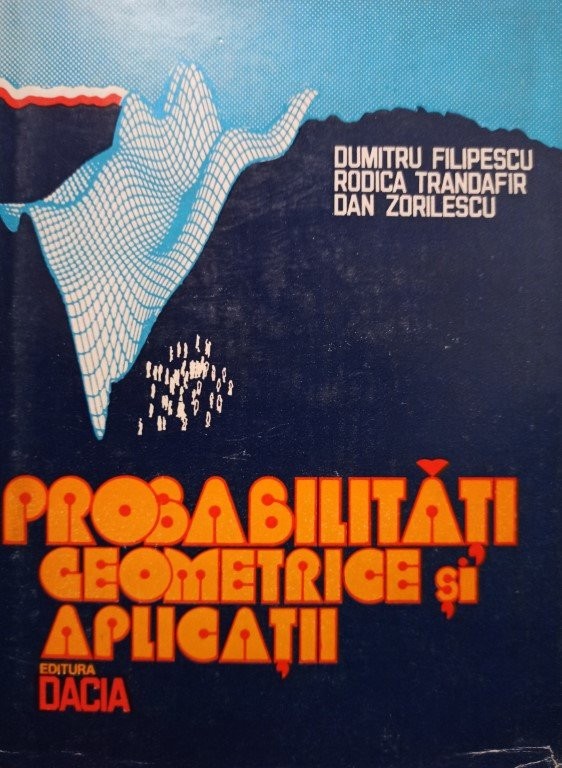 DUMITRU FILIPESCU
RODICA TRANDAFIR
DAN ZORILESCU
PROBABILITĂȚI
GEOMETRICE și
APLICAȚII
EDITURA
DACIA